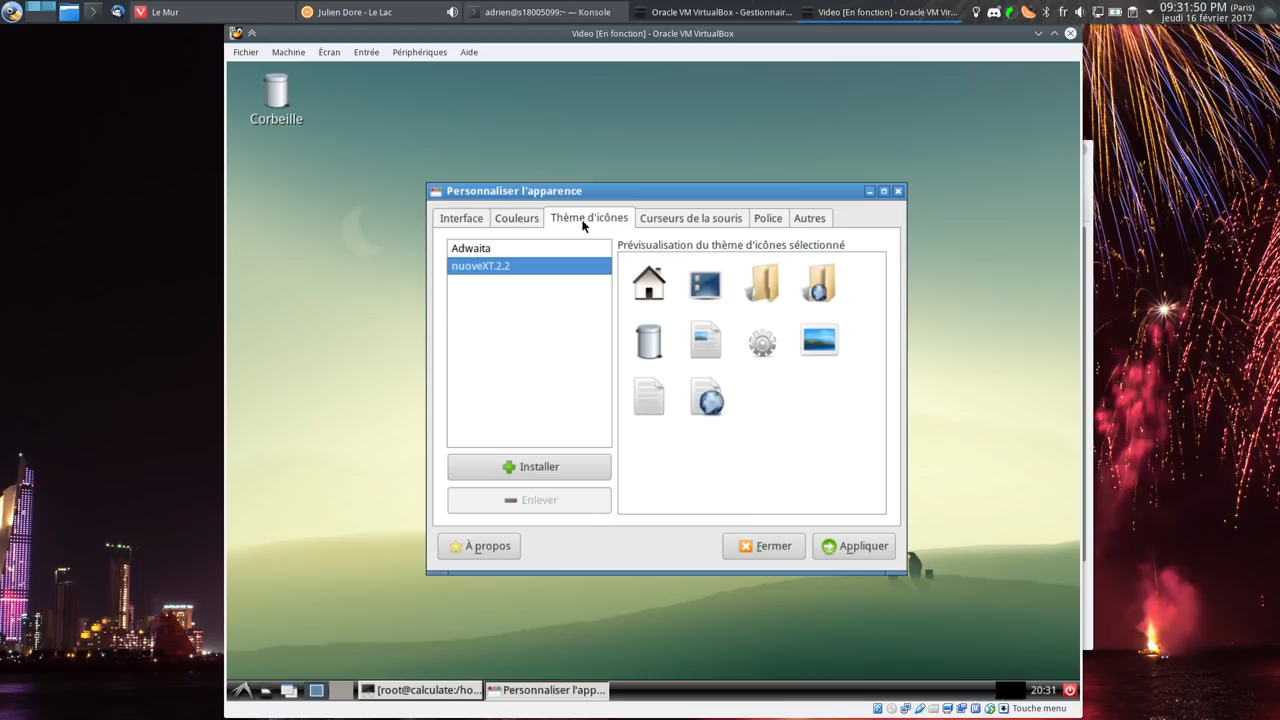 Le Mur
Julien Dore - Le Lac
adrien@s18005099:~ — Konsole
Oracle VM VirtualBox - Gestionnair...
Video [En fonction] - Oracle VM Vir...
fr
09:31:50 PM (Paris)
jeudi 16 février 2017
Video [En fonction] - Oracle VM VirtualBox
Fichier Machine Écran Entrée Périphériques Aide
Corbeille
Personnaliser l'apparence
Interface Couleurs Thème d'icônes Curseurs de la souris Police Autres
Adwaita
nuoveXT.2.2
Prévisualisation du thème d'icônes sélectionné
Installer
Enlever
À propos
Fermer
Appliquer
[root@calculate:/ho...
Personnaliser l'app...
20:31
Touche menu